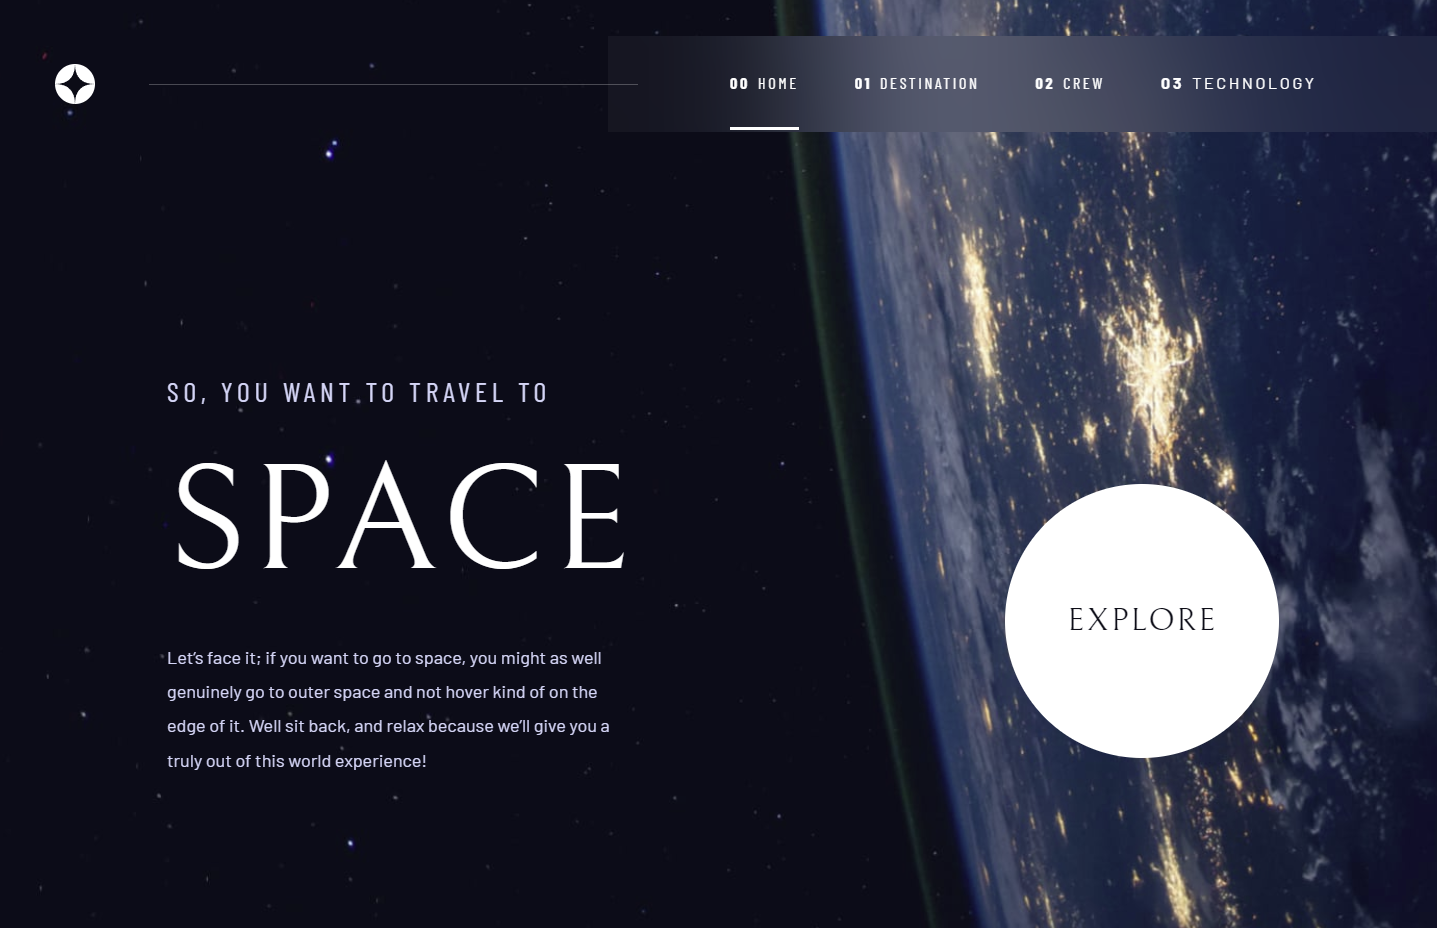 00 HOME 01 DESTINATION 02 CREW 03 TECHNOLOGY
SO, YOU WANT TO TRAVEL TO
SPACE
Let’s face it; if you want to go to space, you might as well
genuinely go to outer space and not hover kind of on the
edge of it. Well sit back, and relax because we’ll give you a
truly out of this world experience!
EXPLORE